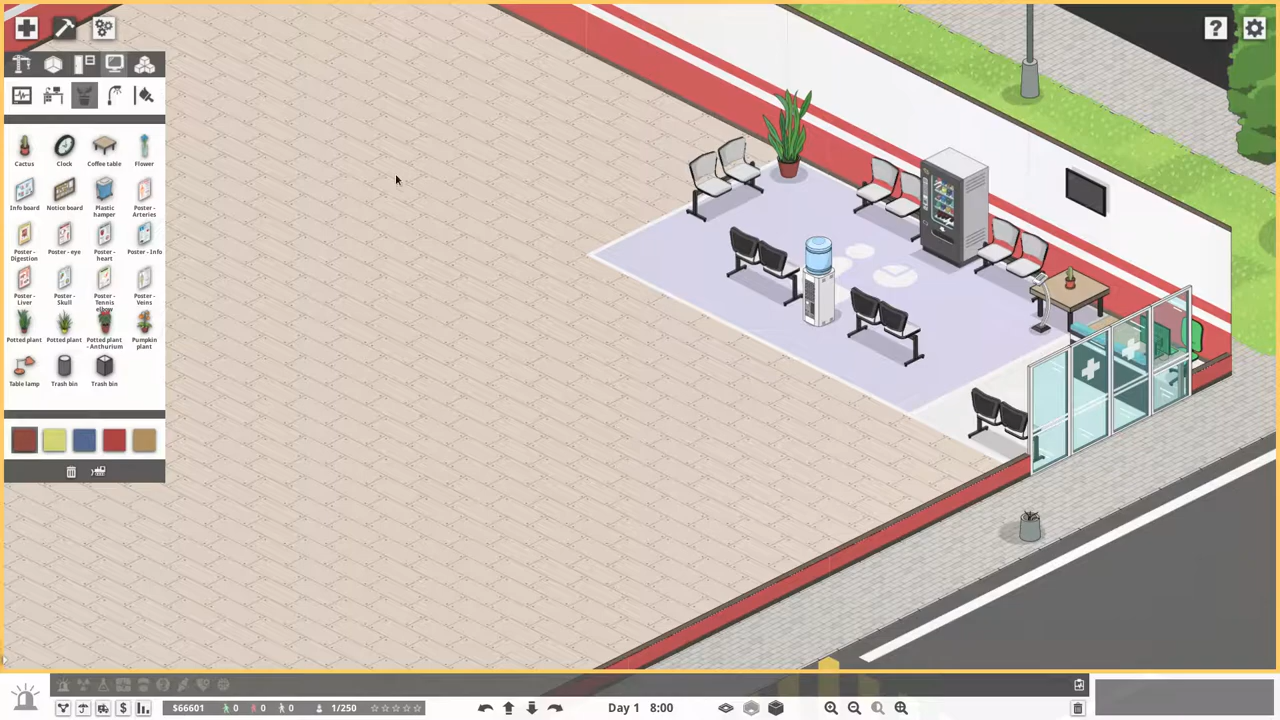 ?
Cactus Clock Coffee table Flower
Info board Notice board Plastic hamper Poster - Arteries
Poster - Digestion Poster - eye Poster - heart Poster - Info
Poster - Liver Poster - Skull Poster - Tennis elbow Poster - Veins
Potted plant Potted plant Potted plant - Anthurium Pumpkin plant
Table lamp Trash bin Trash bin
$66601 0 0 0 1/250
Day 1 8:00